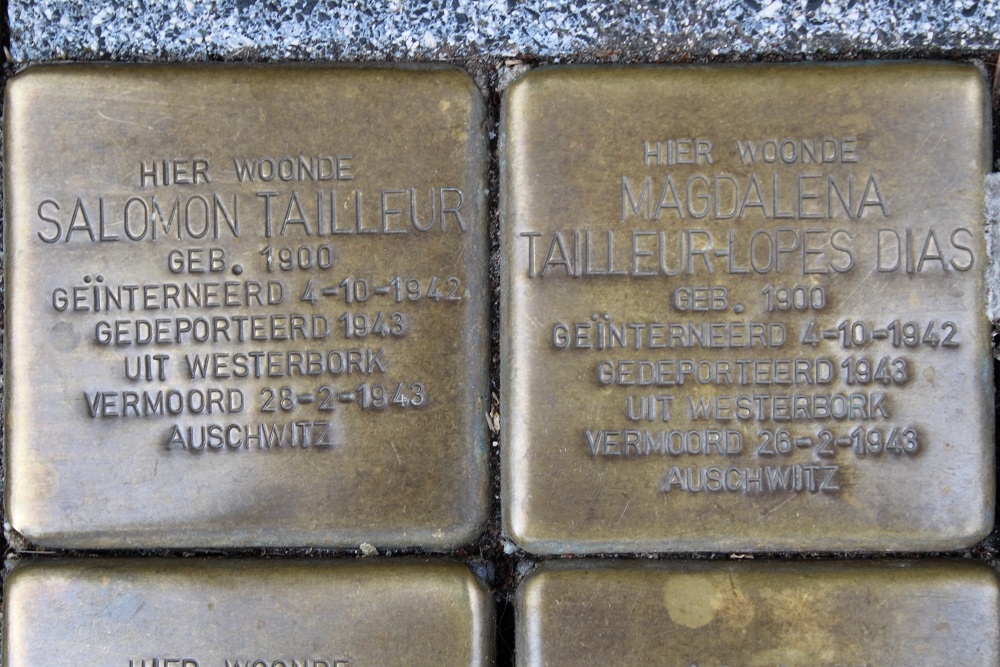 HIER WOONDE
SALOMON TAILLEUR
GEB. 1900
GEÏNTERNEERD 4-10-1942
GEDEPORTEERD 1943
UIT WESTERBORK
VERMOORD 28-2-1943
AUSCHWITZ
HIER WOONDE
MAGDALENA
TAILLEUR-LOPES DIAS
GEB. 1900
GEÏNTERNEERD 4-10-1942
GEDEPORTEERD 1943
UIT WESTERBORK
VERMOORD 26-2-1943
AUSCHWITZ
HIER WOONDE